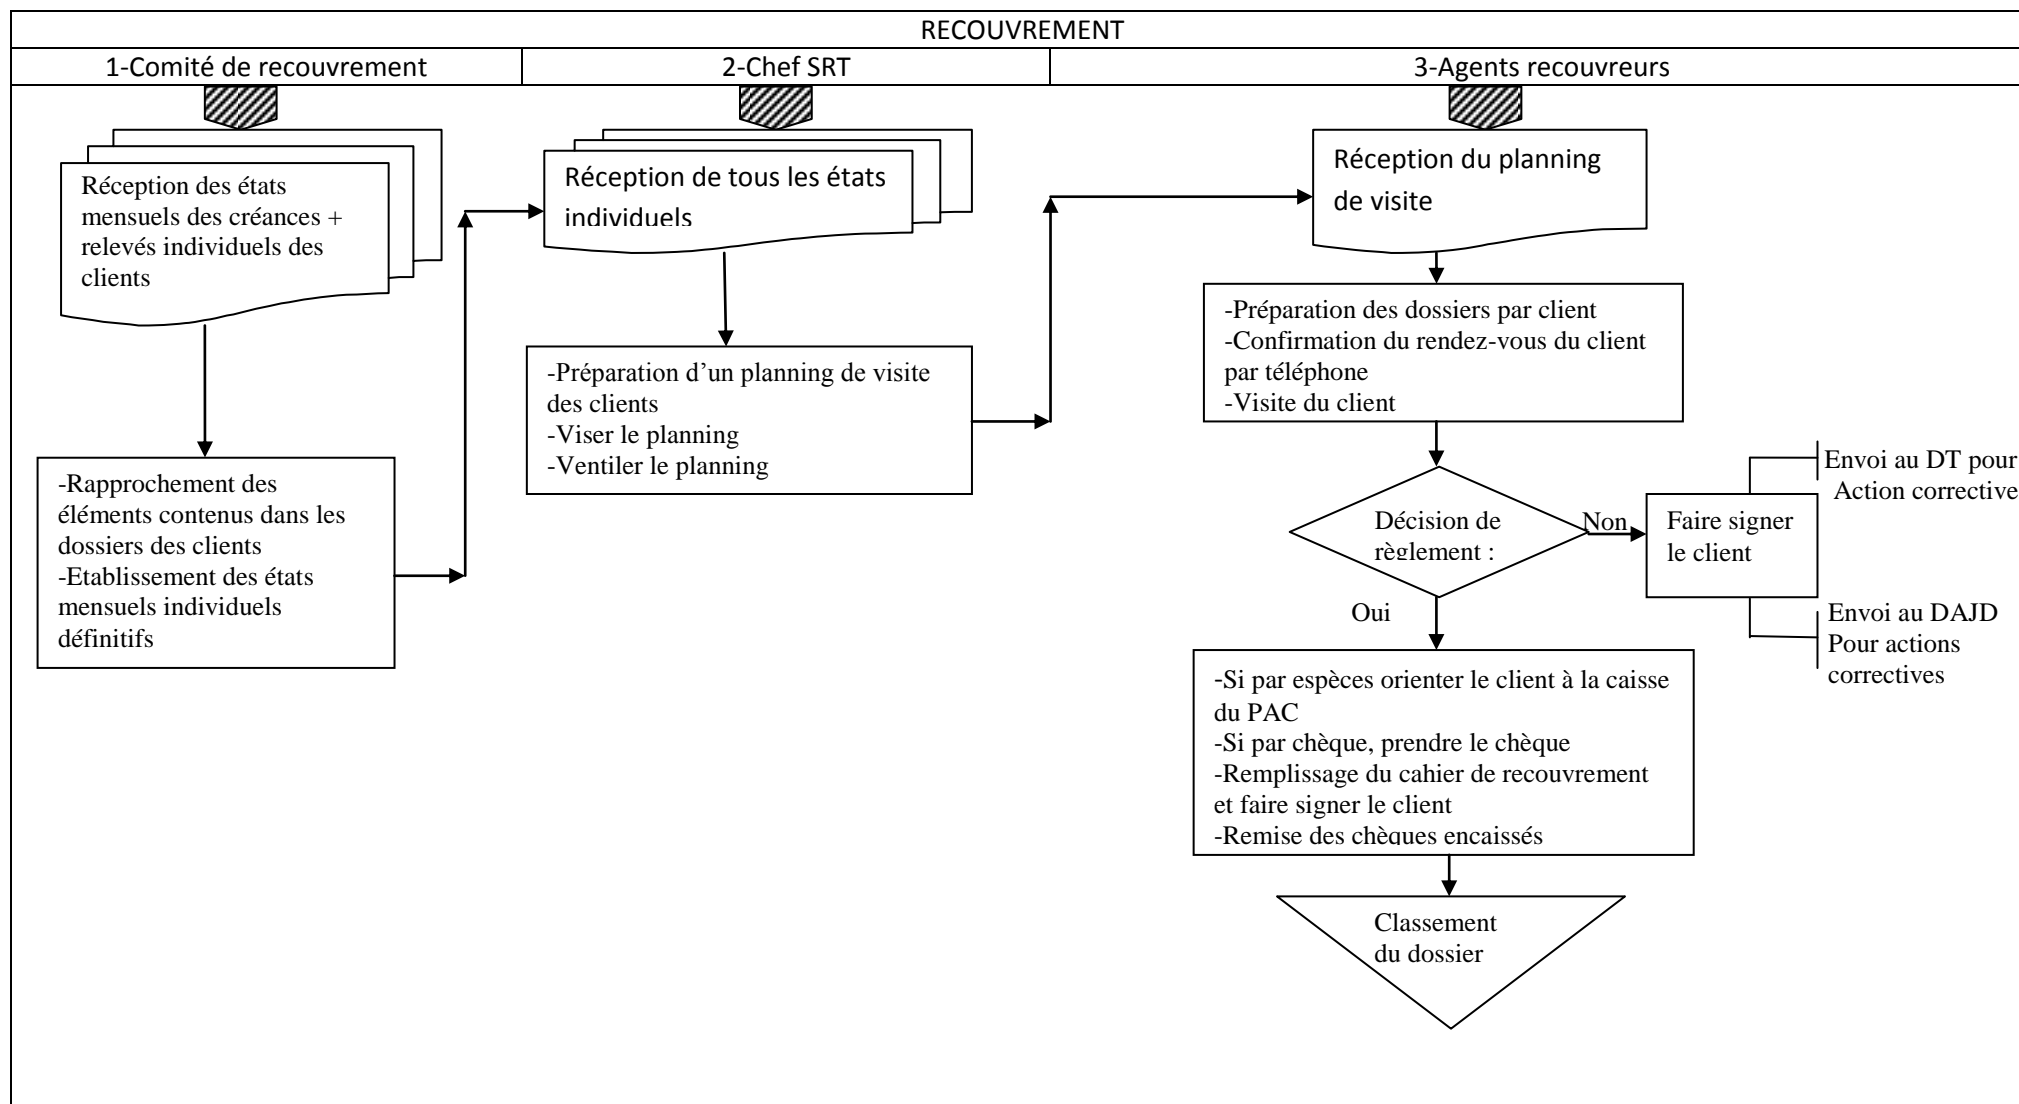 RECOUVREMENT
1-Comité de recouvrement
2-Chef SRT
3-Agents recouvreurs
Réception des états
mensuels des créances +
relevés individuels des
clients
-Rapprochement des
éléments contenus dans les
dossiers des clients
-Etablissement des états
mensuels individuels
définitifs
Réception de tous les états
individuels
-Préparation d'un planning de visite
des clients
-Viser le planning
-Ventiler le planning
Réception du planning
de visite
-Préparation des dossiers par client
-Confirmation du rendez-vous du client
par téléphone
-Visite du client
Décision de
règlement :
Non
Faire signer
le client
Envoi au DT pour
Action corrective
Envoi au DAJD
Pour actions
correctives
Oui
-Si par espèces orienter le client à la caisse
du PAC
-Si par chèque, prendre le chèque
-Remplissage du cahier de recouvrement
et faire signer le client
-Remise des chèques encaissés
Classement
du dossier